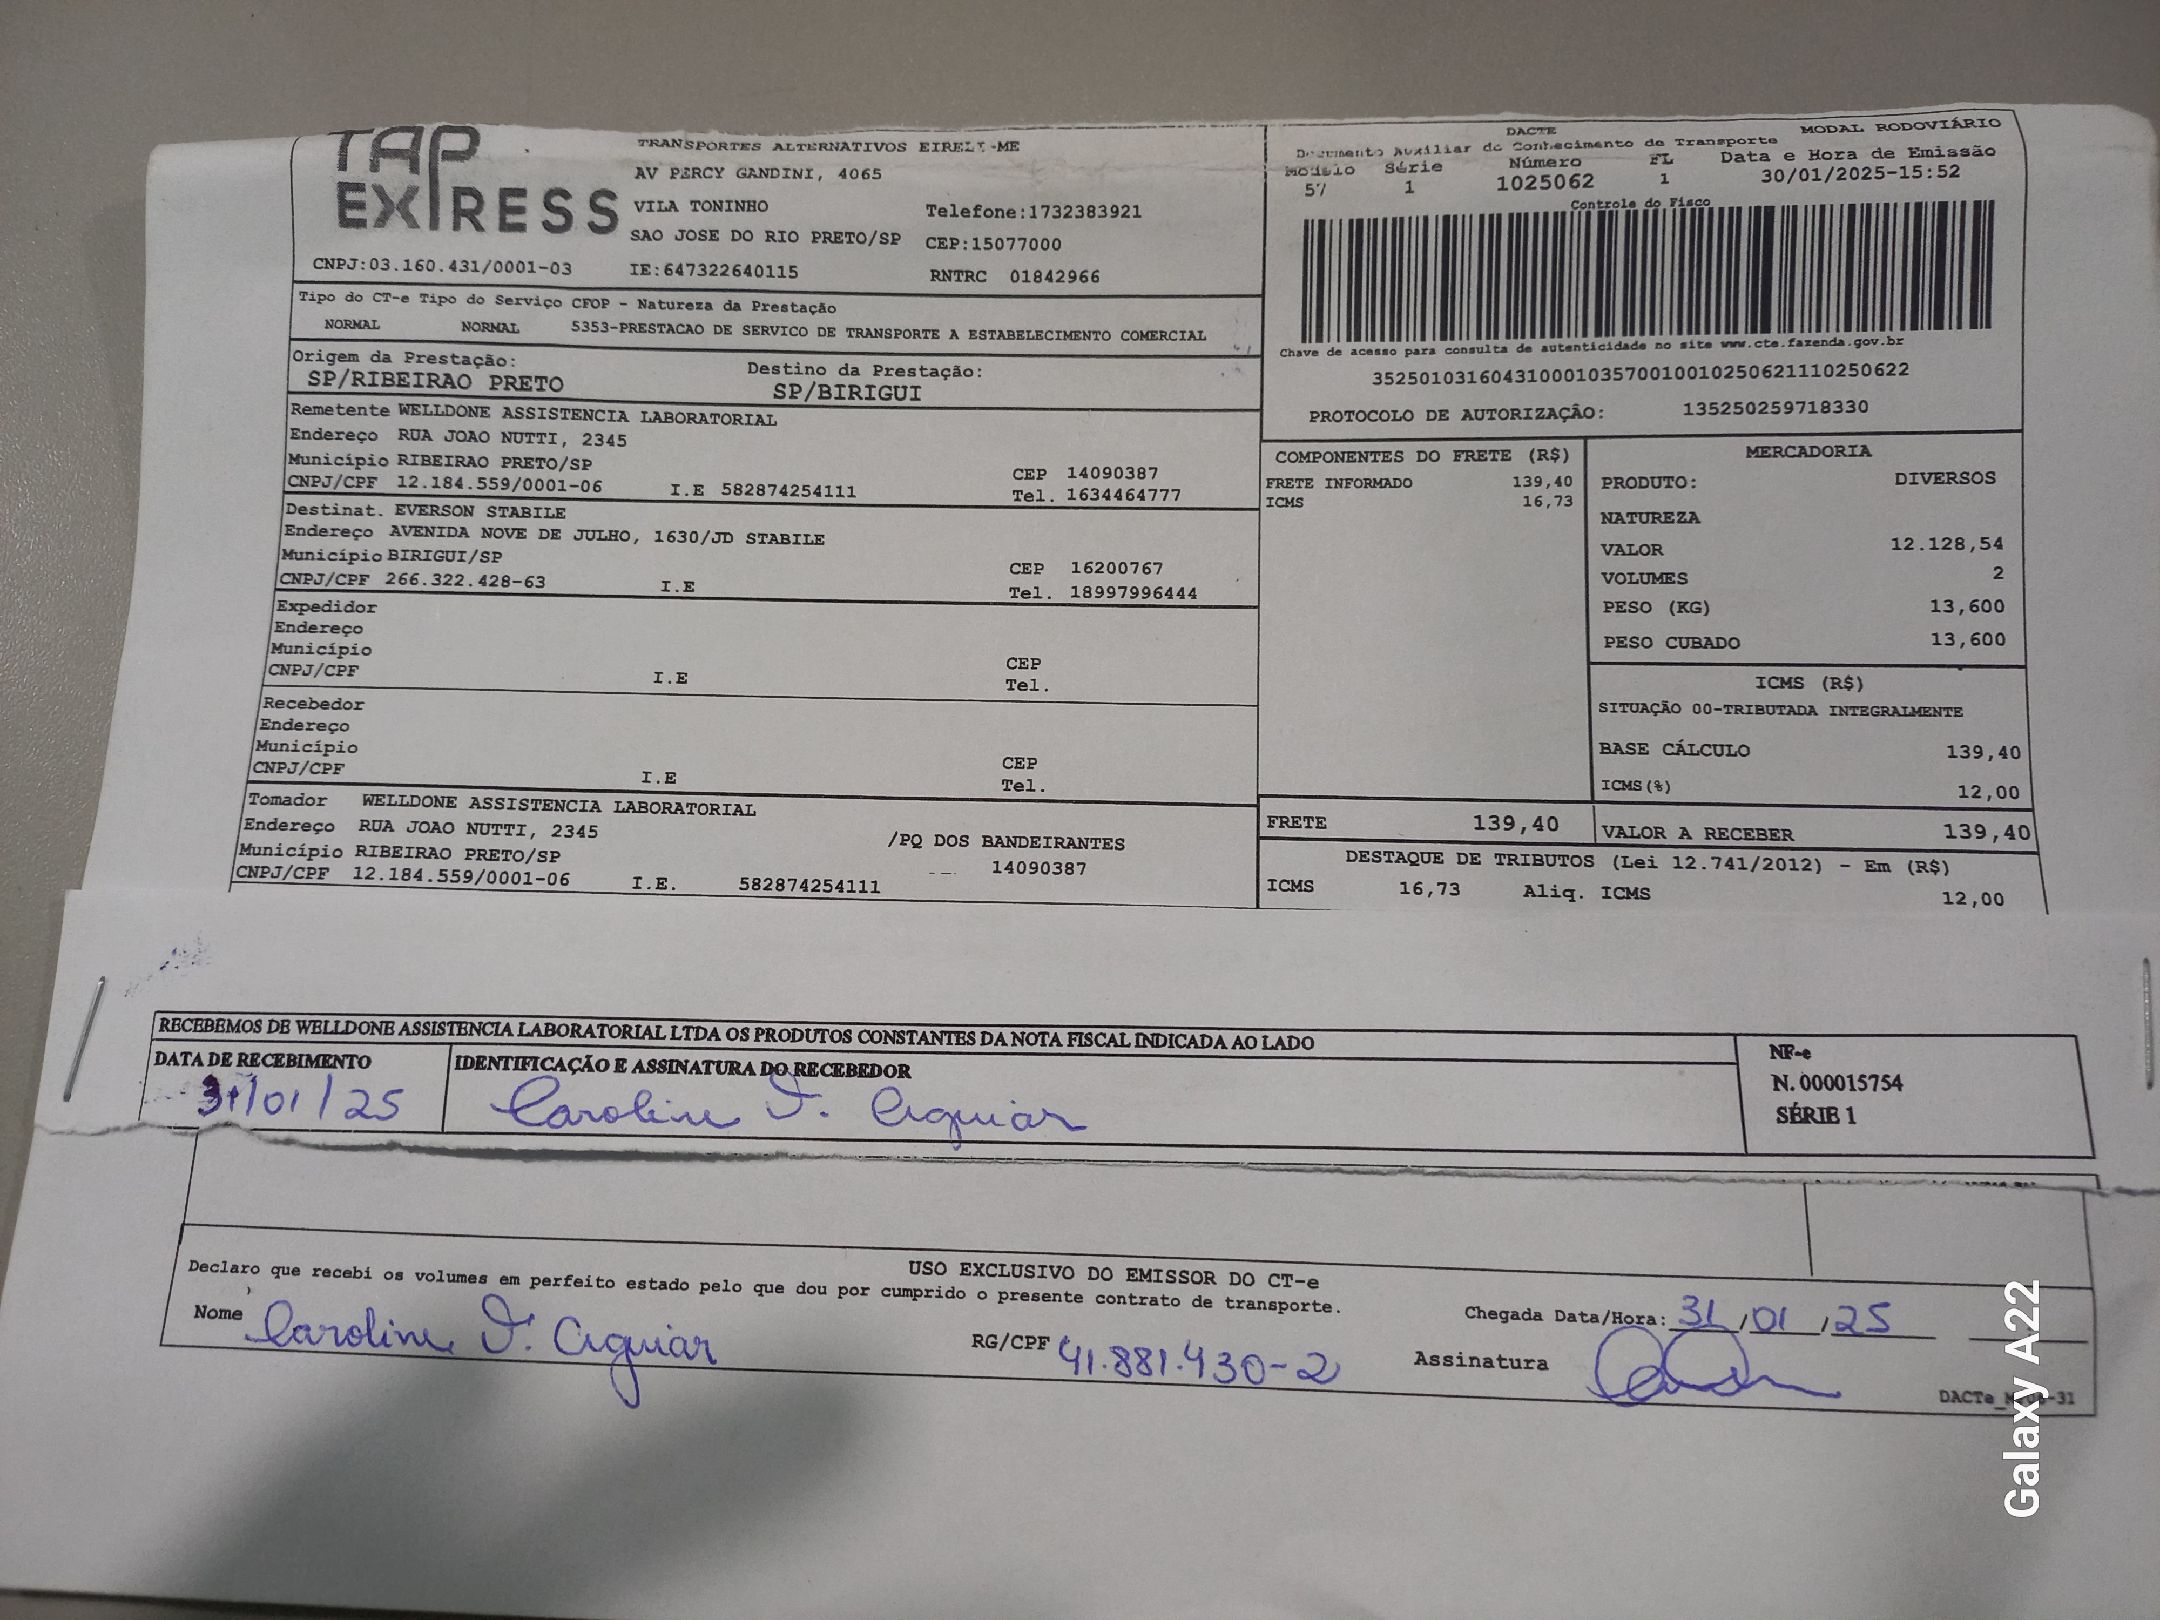 TAP EXPRESS
TRANSPORTES ALTERNATIVOS EIRELI-ME
AV PERCY GANDINI, 4065
VILA TONINHO Telefone:1732383921
SAO JOSE DO RIO PRETO/SP CEP:15077000
CNPJ:03.160.431/0001-03 IE:647322640115 RNTRC 01842966
DACTE MODAL RODOVIÁRIO
Documento Auxiliar do Conhecimento de Transporte
Modelo Série Número FL Data e Hora de Emissão
57 1 1025062 1 30/01/2025-15:52
Controle do Fisco
Chave de acesso para consulta de autenticidade no site www.cte.fazenda.gov.br
35250103160431000103570010010250621110250622
PROTOCOLO DE AUTORIZAÇÃO: 135250259718330
Tipo do CT-e Tipo do Serviço CFOP - Natureza da Prestação
NORMAL NORMAL 5353-PRESTACAO DE SERVICO DE TRANSPORTE A ESTABELECIMENTO COMERCIAL
Origem da Prestação: Destino da Prestação:
SP/RIBEIRAO PRETO SP/BIRIGUI
Remetente WELLDONE ASSISTENCIA LABORATORIAL
Endereço RUA JOAO NUTTI, 2345
Município RIBEIRAO PRETO/SP CEP 14090387
CNPJ/CPF 12.184.559/0001-06 I.E 582874254111 Tel. 1634464777
Destinat. EVERSON STABILE
Endereço AVENIDA NOVE DE JULHO, 1630/JD STABILE
Município BIRIGUI/SP CEP 16200767
CNPJ/CPF 266.322.428-63 I.E Tel. 18997996444
Expedidor
Endereço
Município CEP
CNPJ/CPF I.E Tel.
Recebedor
Endereço
Município CEP
CNPJ/CPF I.E Tel.
Tomador WELLDONE ASSISTENCIA LABORATORIAL
Endereço RUA JOAO NUTTI, 2345 /PQ DOS BANDEIRANTES
Município RIBEIRAO PRETO/SP 14090387
CNPJ/CPF 12.184.559/0001-06 I.E. 582874254111
COMPONENTES DO FRETE (R$)
FRETE INFORMADO 139,40
ICMS 16,73
MERCADORIA
PRODUTO: DIVERSOS
NATUREZA
VALOR 12.128,54
VOLUMES 2
PESO (KG) 13,600
PESO CUBADO 13,600
ICMS (R$)
SITUAÇÃO 00-TRIBUTADA INTEGRALMENTE
BASE CÁLCULO 139,40
ICMS(%) 12,00
FRETE 139,40 VALOR A RECEBER 139,40
DESTAQUE DE TRIBUTOS (Lei 12.741/2012) - Em (R$)
ICMS 16,73 Aliq. ICMS 12,00
RECEBEMOS DE WELLDONE ASSISTENCIA LABORATORIAL LTDA OS PRODUTOS CONSTANTES DA NOTA FISCAL INDICADA AO LADO
DATA DE RECEBIMENTO IDENTIFICAÇÃO E ASSINATURA DO RECEBEDOR
31/01/25 Caroline D. Aguiar
NF-e
N. 000015754
SÉRIE 1
USO EXCLUSIVO DO EMISSOR DO CT-e
Declaro que recebi os volumes em perfeito estado pelo que dou por cumprido o presente contrato de transporte.
Chegada Data/Hora: 31/01/25
Nome Caroline D. Aguiar RG/CPF 41.881.430-2 Assinatura
Galaxy A22